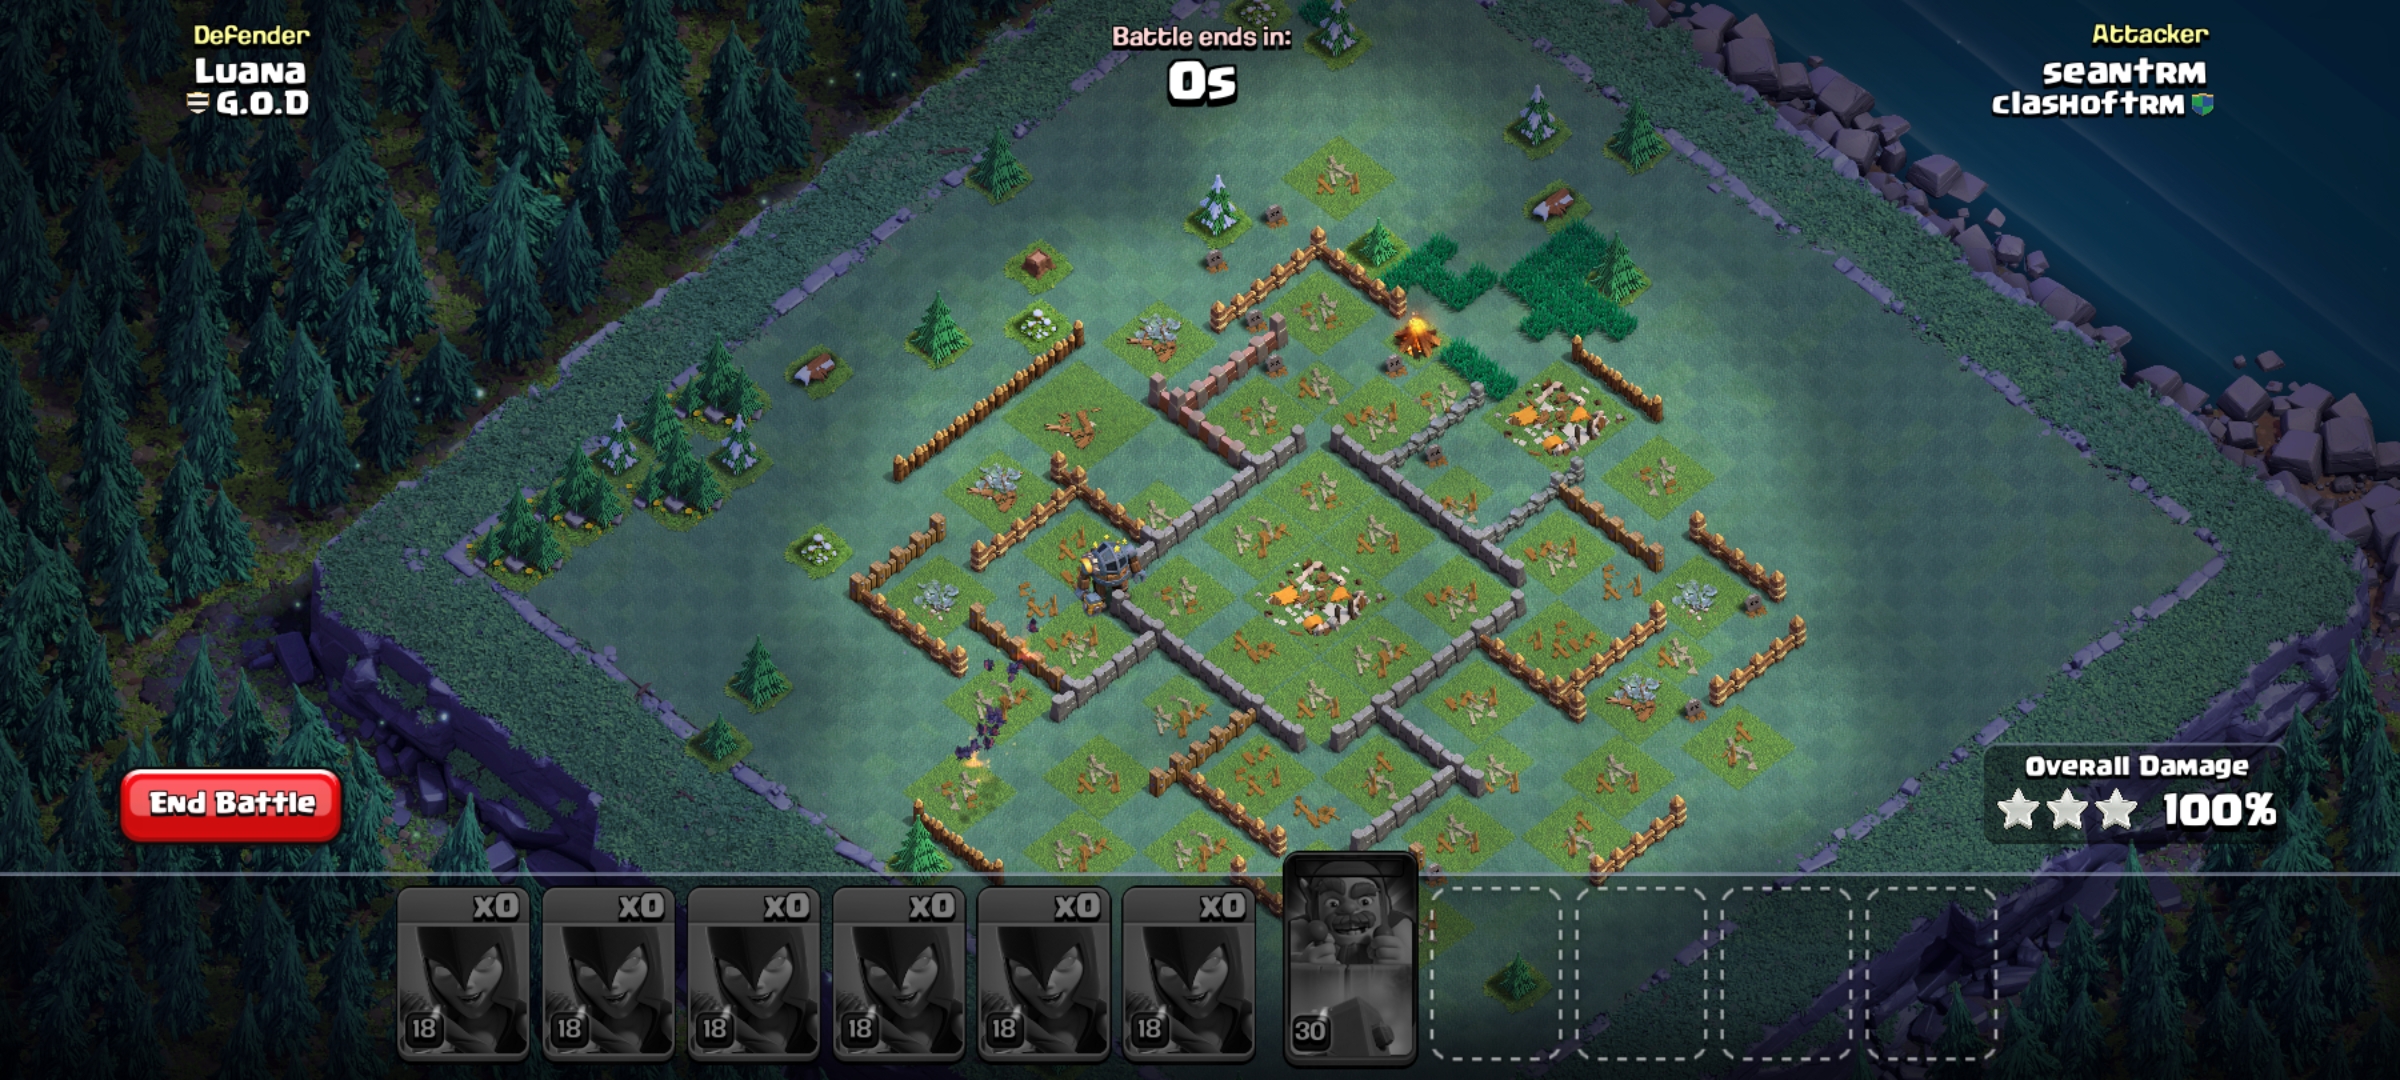 Defender
Luana
G.O.D
Battle ends in:
0s
Attacker
seantRM
clashoftRM
End Battle
Overall Damage
100%
x0
x0
x0
x0
x0
x0
18
18
18
18
18
18
30